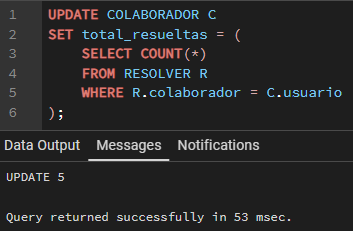 1 UPDATE COLABORADOR C
2 SET total_resueltas = (
3     SELECT COUNT(*)
4     FROM RESOLVER R
5     WHERE R.colaborador = C.usuario
6 );
Data Output Messages Notifications
UPDATE 5
Query returned successfully in 53 msec.